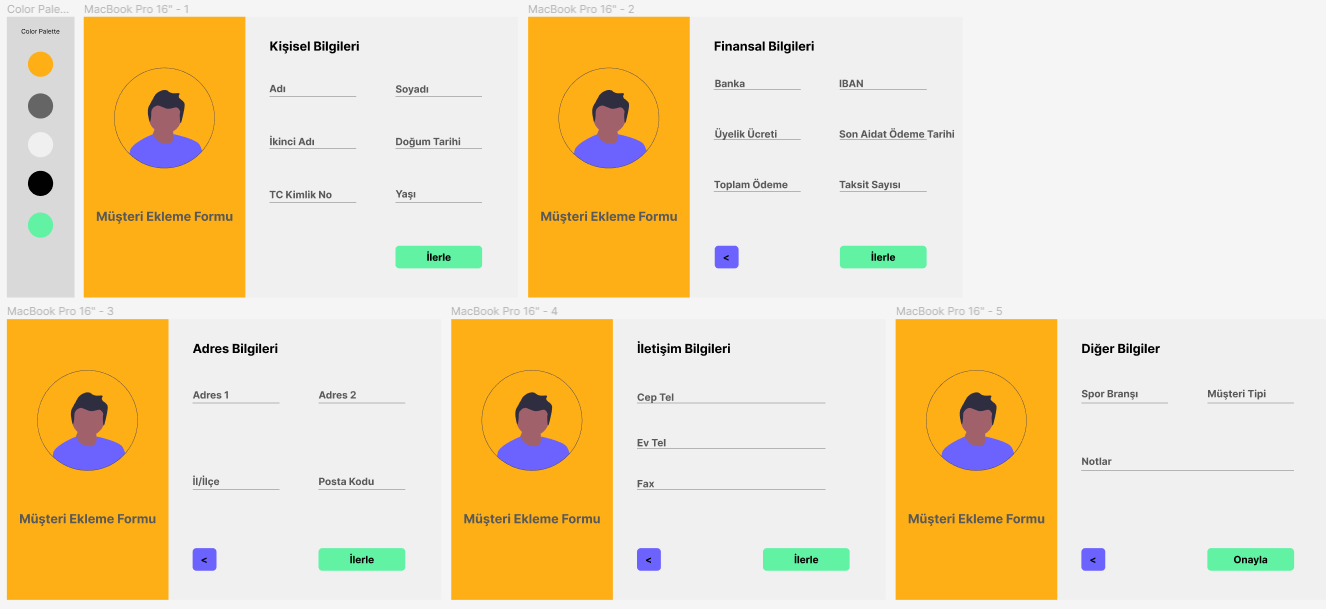 Color Pale...
Color Palette
MacBook Pro 16" - 1
Müşteri Ekleme Formu
Kişisel Bilgileri
Adı
Soyadı
İkinci Adı
Doğum Tarihi
TC Kimlik No
Yaşı
İlerle
MacBook Pro 16" - 2
Müşteri Ekleme Formu
Finansal Bilgileri
Banka
IBAN
Üyelik Ücreti
Son Aidat Ödeme Tarihi
Toplam Ödeme
Taksit Sayısı
<
İlerle
MacBook Pro 16" - 3
Müşteri Ekleme Formu
Adres Bilgileri
Adres 1
Adres 2
İl/İlçe
Posta Kodu
<
İlerle
MacBook Pro 16" - 4
Müşteri Ekleme Formu
İletişim Bilgileri
Cep Tel
Ev Tel
Fax
<
İlerle
MacBook Pro 16" - 5
Müşteri Ekleme Formu
Diğer Bilgiler
Spor Branşı
Müşteri Tipi
Notlar
<
Onayla